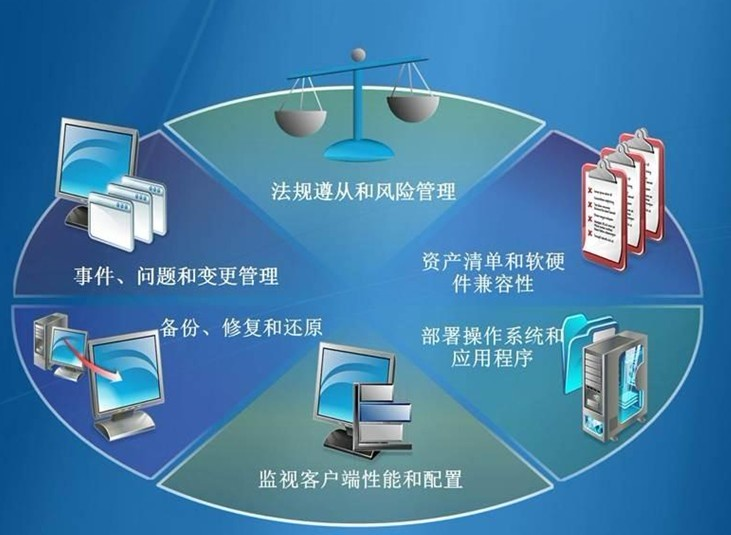 法规遵从和风险管理
事件、问题和变更管理
资产清单和软硬
件兼容性
备份、修复和还原
部署操作系统和
应用程序
监视客户端性能和配置